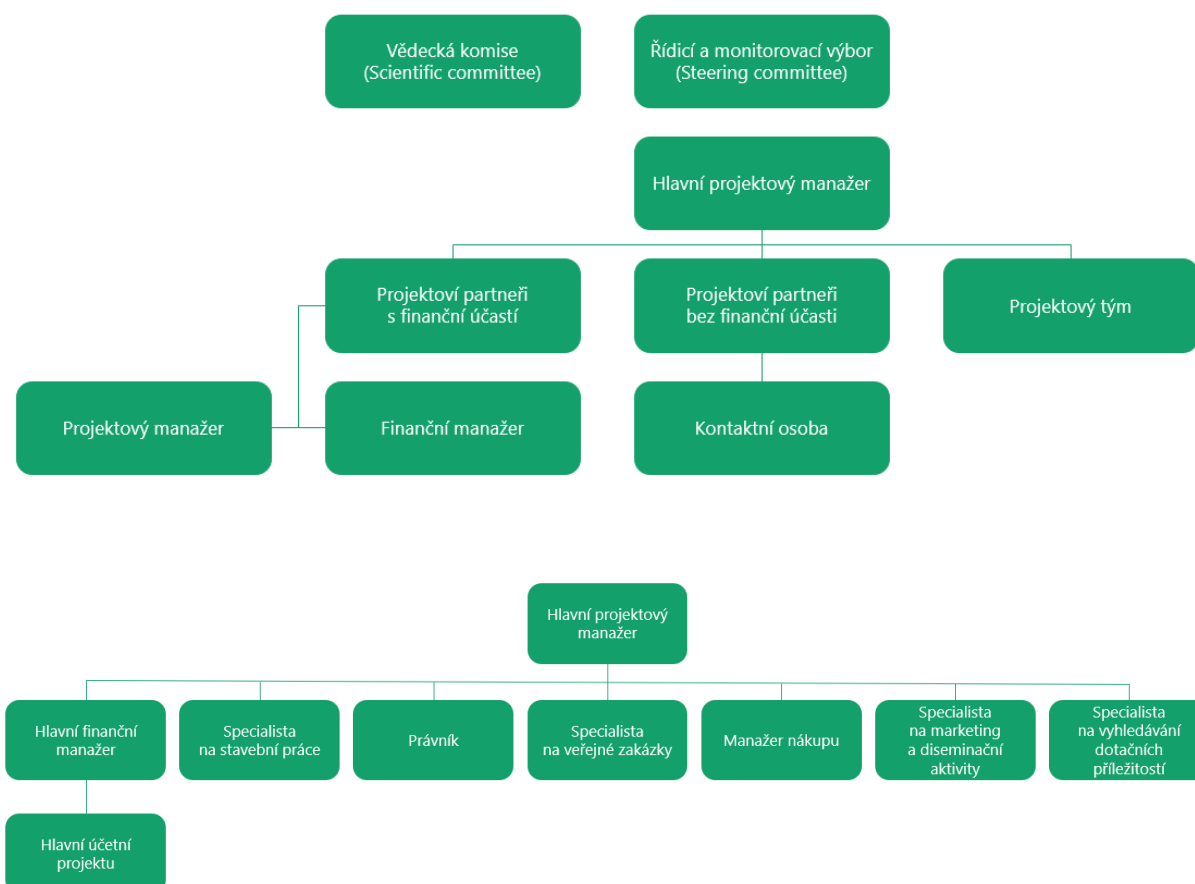 Vědecká komise
(Scientific committee)
Řídicí a monitorovací výbor
(Steering committee)
Hlavní projektový manažer
Projektoví partneři
s finanční účastí
Projektoví partneři
bez finanční účasti
Projektový tým
Projektový manažer
Finanční manažer
Kontaktní osoba
Hlavní projektový
manažer
Hlavní finanční
manažer
Specialista
na stavební práce
Právník
Specialista
na veřejné zakázky
Manažer nákupu
Specialista
na marketing
a diseminační
aktivity
Specialista
na vyhledávání
dotačních
příležitostí
Hlavní účetní
projektu